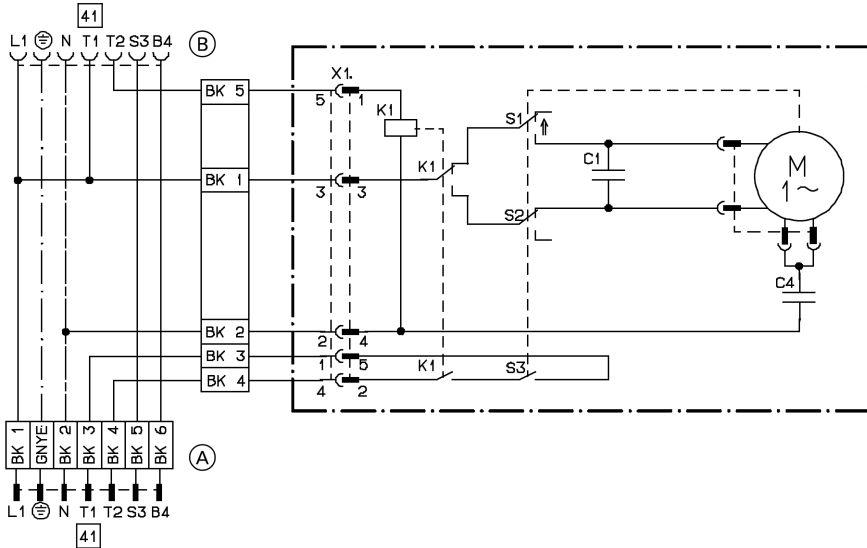 41
L1 N T1 T2 S3 B4
B
X1.
BK 5
5
1
K1
S1
C1
M
1~
BK 1
3
3
K1
S2
C4
BK 2
2
4
BK 3
1
5
K1
S3
BK 4
4
2
BK 1
GNYE
BK 2
BK 3
BK 4
BK 5
BK 6
A
L1 N T1 T2 S3 B4
41